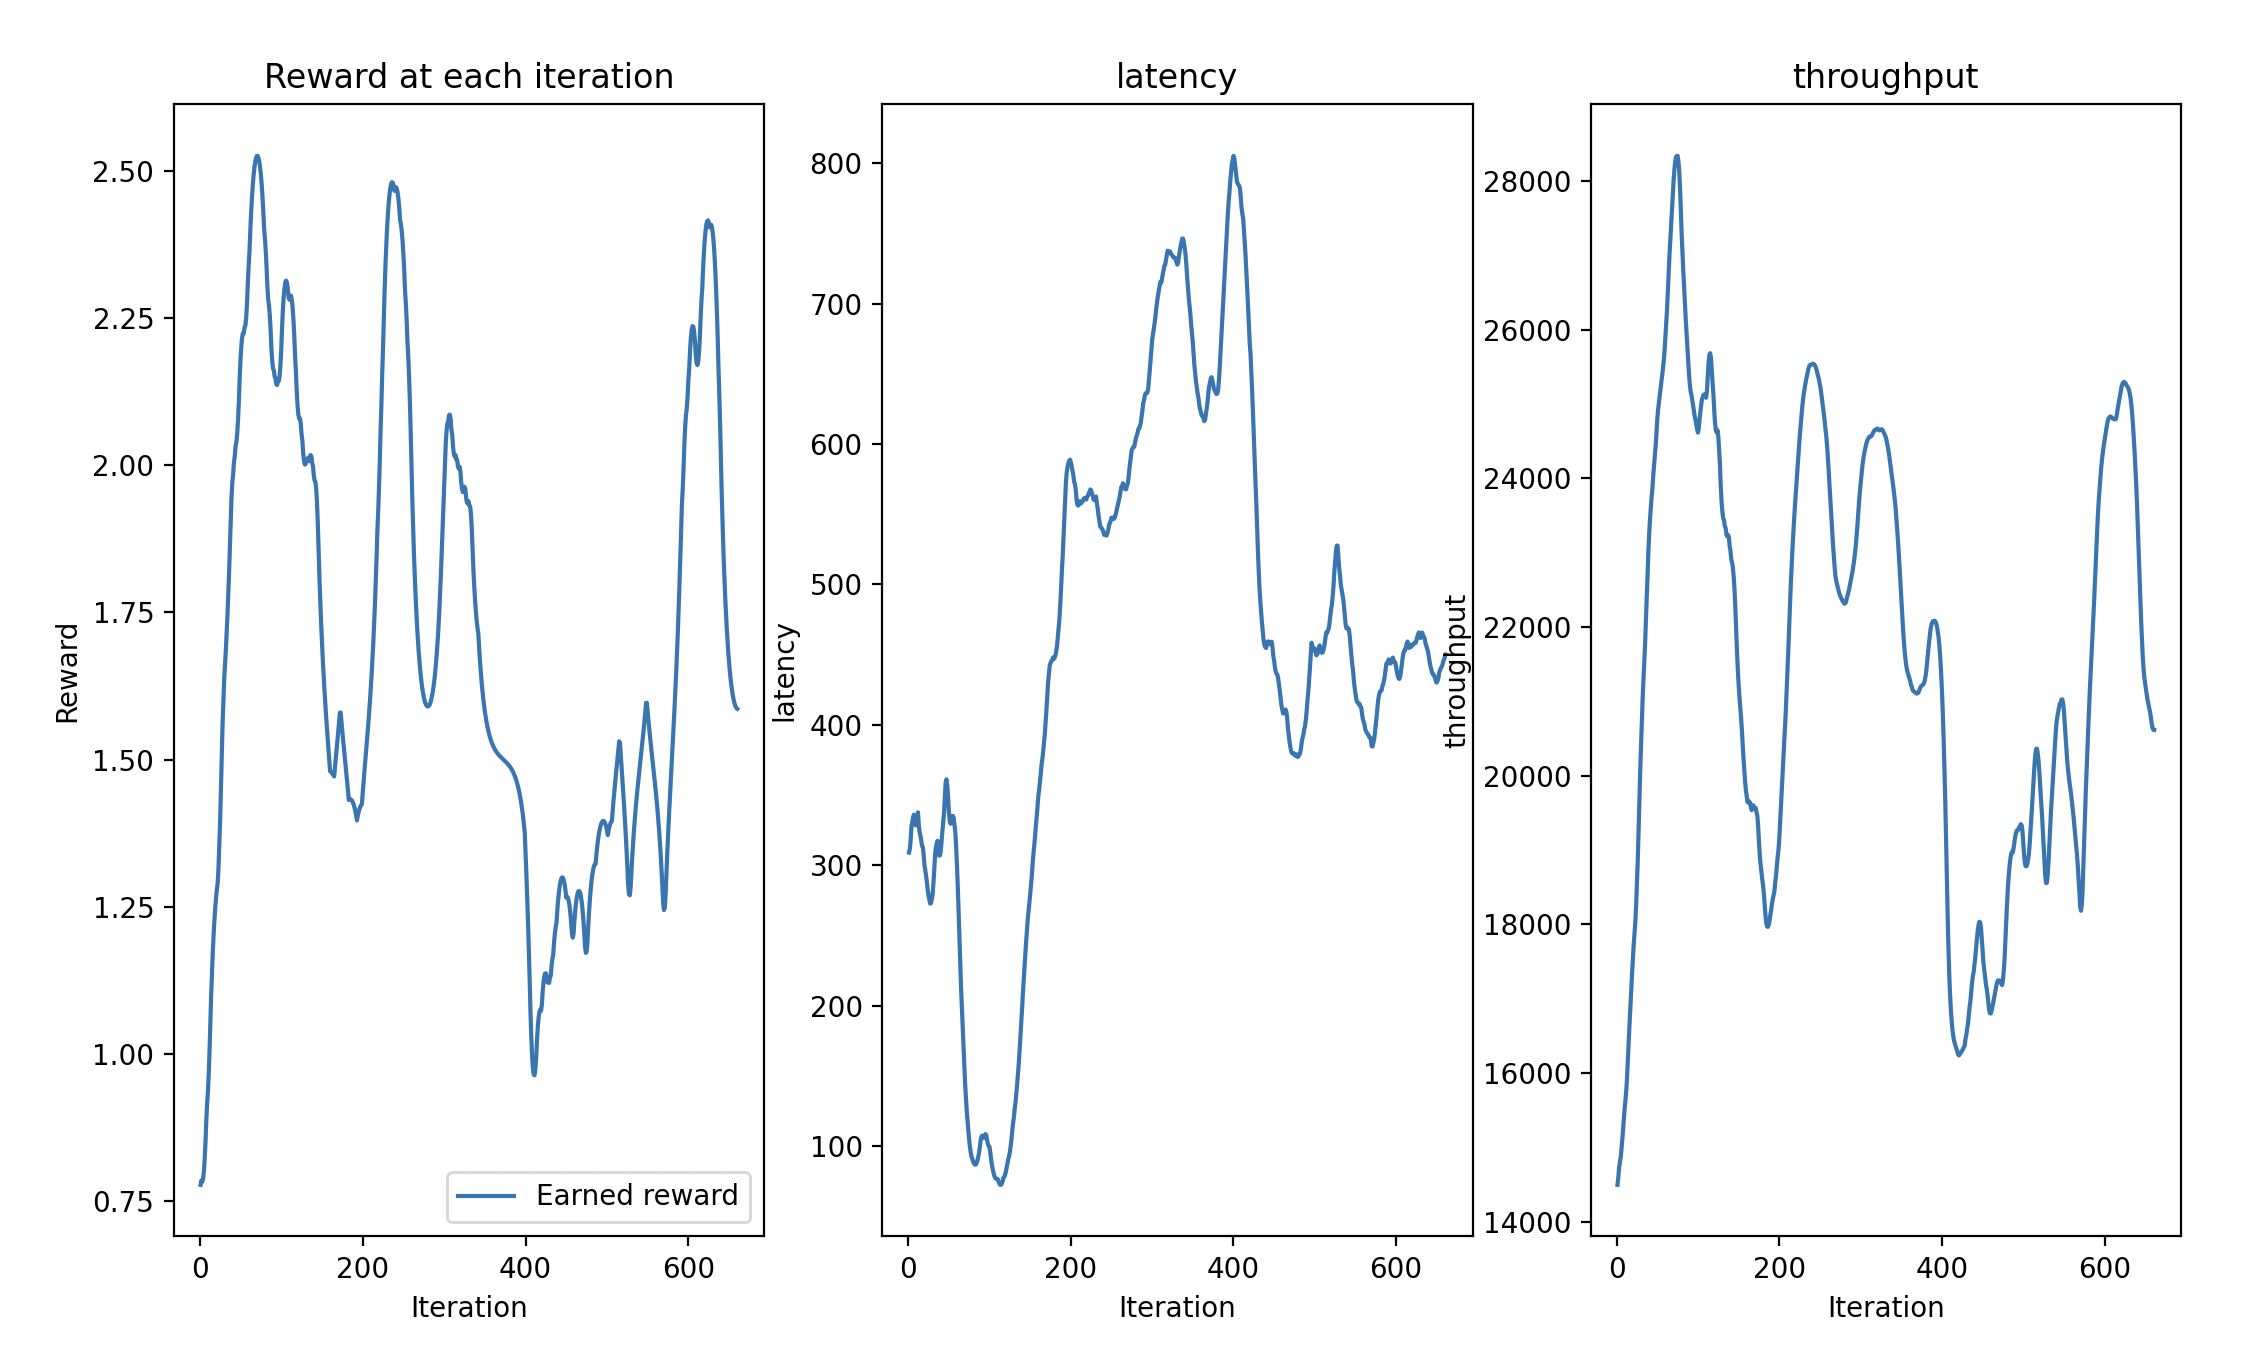 Reward at each iteration
2.50
2.25
2.00
1.75
1.50
1.25
1.00
0.75
Reward
Earned reward
0 200 400 600
Iteration
latency
800
700
600
500
400
300
200
100
latency
0 200 400 600
Iteration
throughput
28000
26000
24000
22000
20000
18000
16000
14000
throughput
0 200 400 600
Iteration